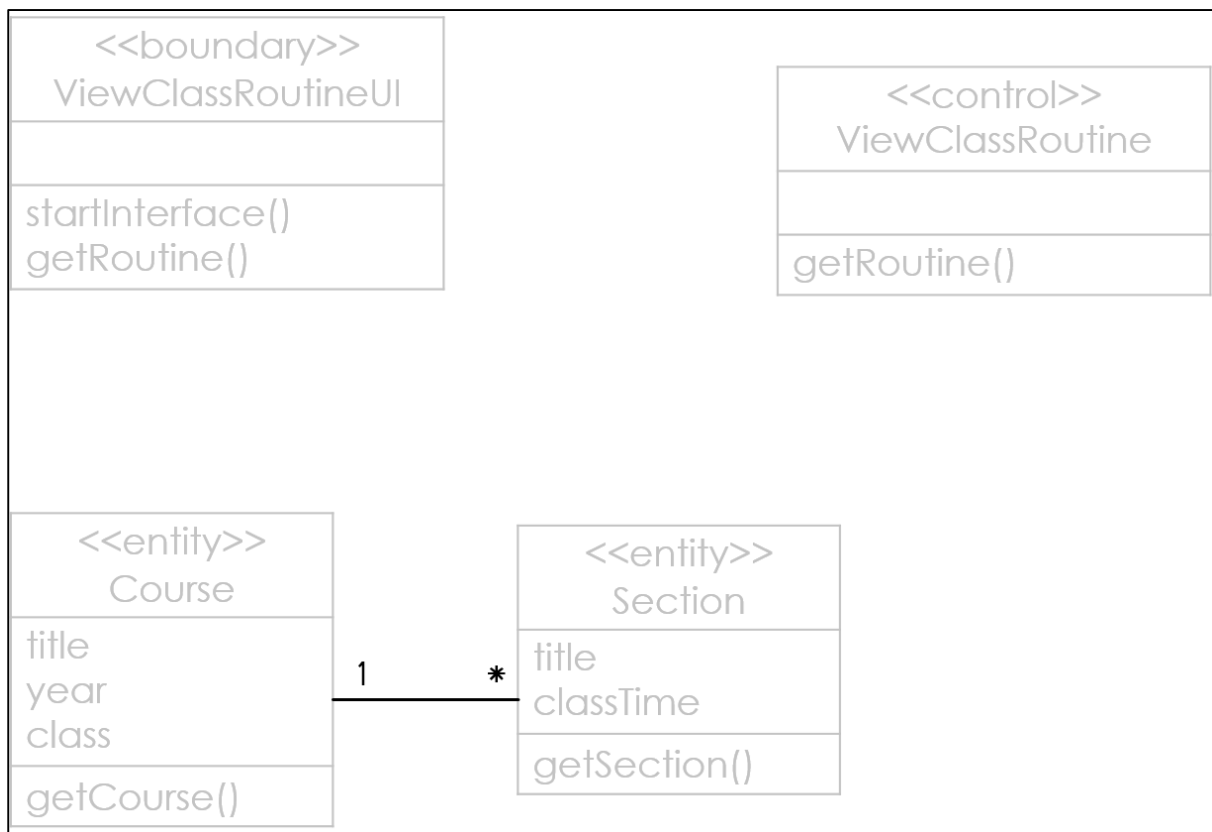 <<boundary>>
ViewClassRoutineUI
startInterface()
getRoutine()
<<control>>
ViewClassRoutine
getRoutine()
<<entity>>
Course
title
year
class
getCourse()
1
*
<<entity>>
Section
title
classTime
getSection()